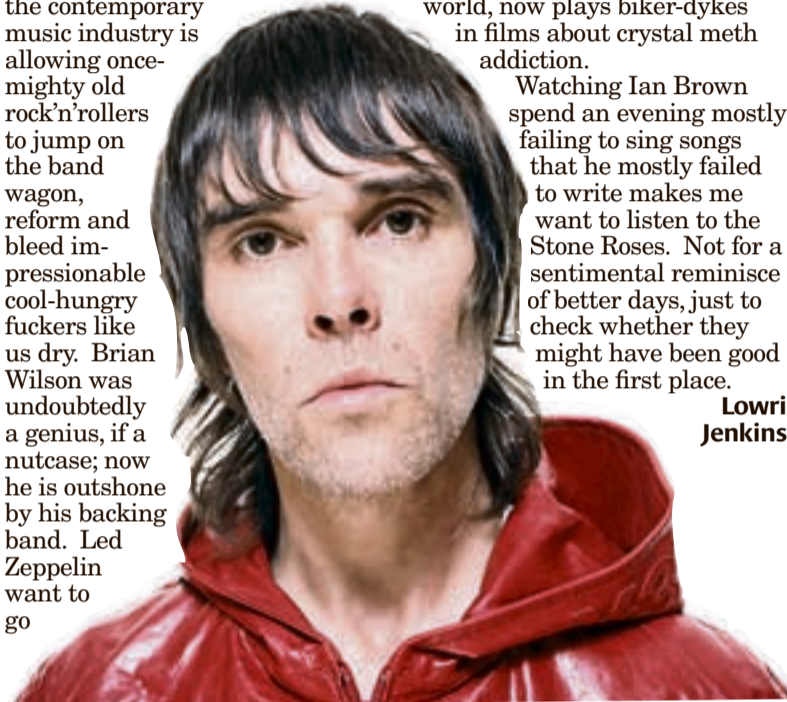 the contemporary
music industry is
allowing once-
mighty old
rock'n'rollers
to jump on
the band
wagon,
reform and
bleed im-
pressionable
cool-hungry
fuckers like
us dry. Brian
Wilson was
undoubtedly
a genius, if a
nutcase; now
he is outshone
by his backing
band. Led
Zeppelin
want to
go
world, now plays biker-dykes
in films about crystal meth
addiction.
Watching Ian Brown
spend an evening mostly
failing to sing songs
that he mostly failed
to write makes me
want to listen to the
Stone Roses. Not for a
sentimental reminisce
of better days, just to
check whether they
might have been good
in the first place.
Lowri
Jenkins